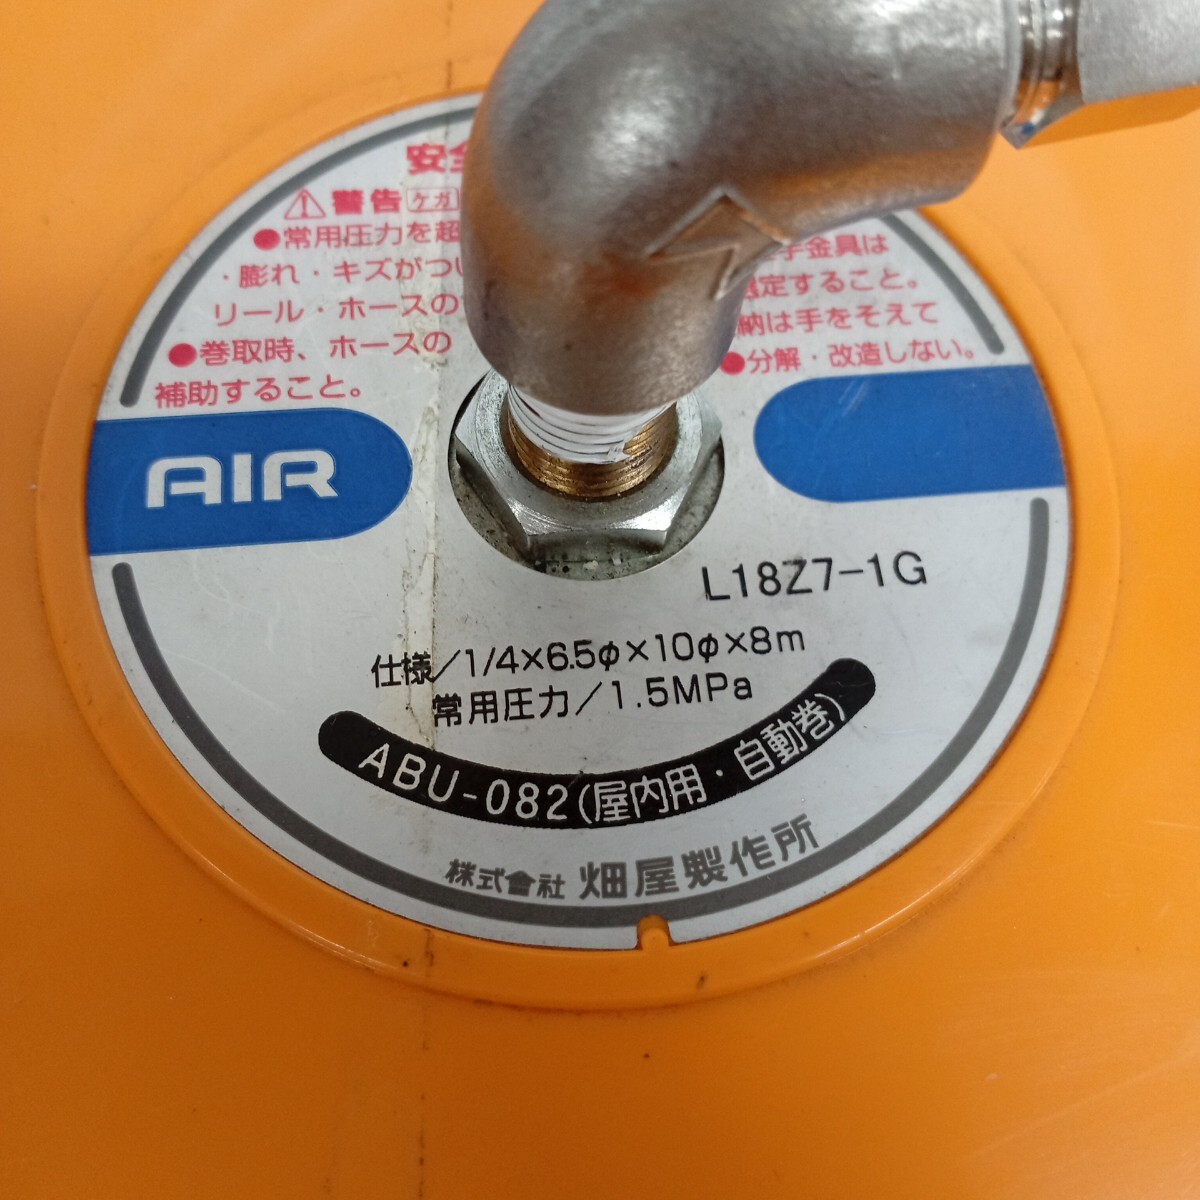 安全
警告 ケガ
●常用圧力を超
・膨れ・キズがつい
リール・ホースの
●巻取時、ホースの
補助すること。
手金具は
選定すること。
納は手をそえて
●分解・改造しない。
AIR
L18Z7-1G
仕様/1/4×6.5φ×10φ×8m
常用圧力/1.5MPa
ABU-082(屋内用・自動巻)
株式會社 畑屋製作所